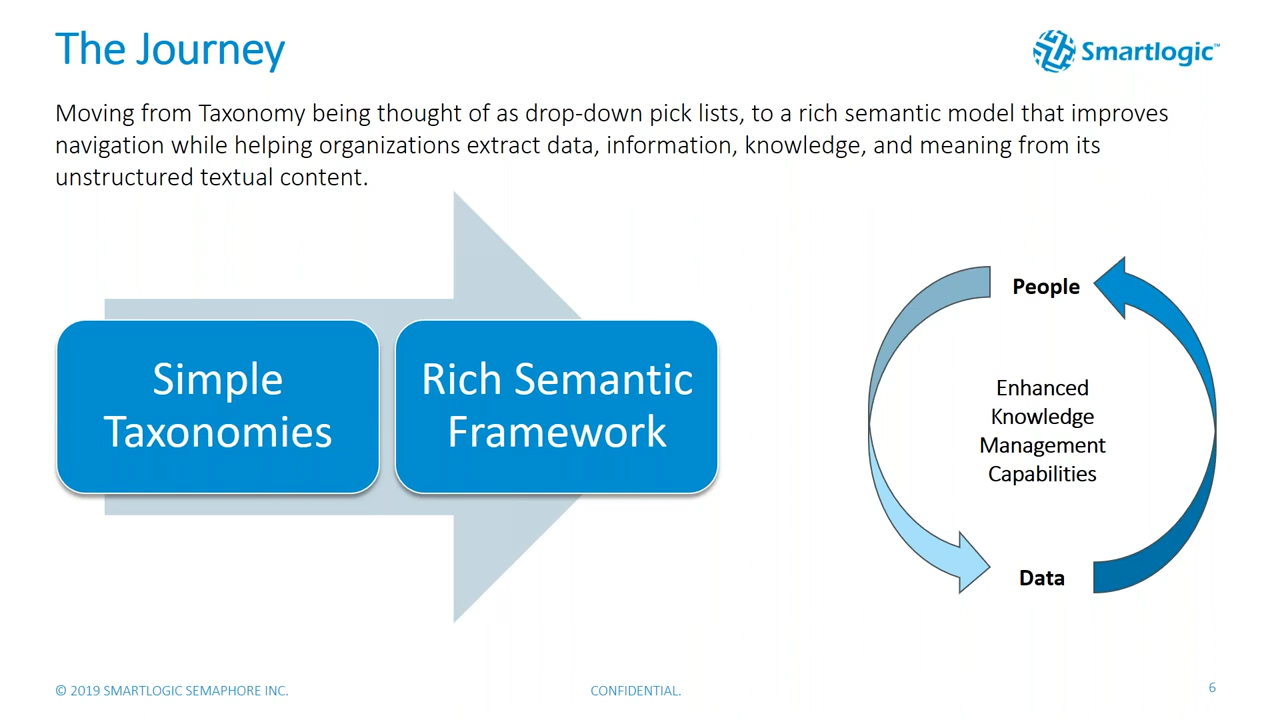 The Journey
Smartlogic™
Moving from Taxonomy being thought of as drop-down pick lists, to a rich semantic model that improves
navigation while helping organizations extract data, information, knowledge, and meaning from its
unstructured textual content.
Simple
Taxonomies
Rich Semantic
Framework
People
Enhanced
Knowledge
Management
Capabilities
Data
© 2019 SMARTLOGIC SEMAPHORE INC.
CONFIDENTIAL.
6